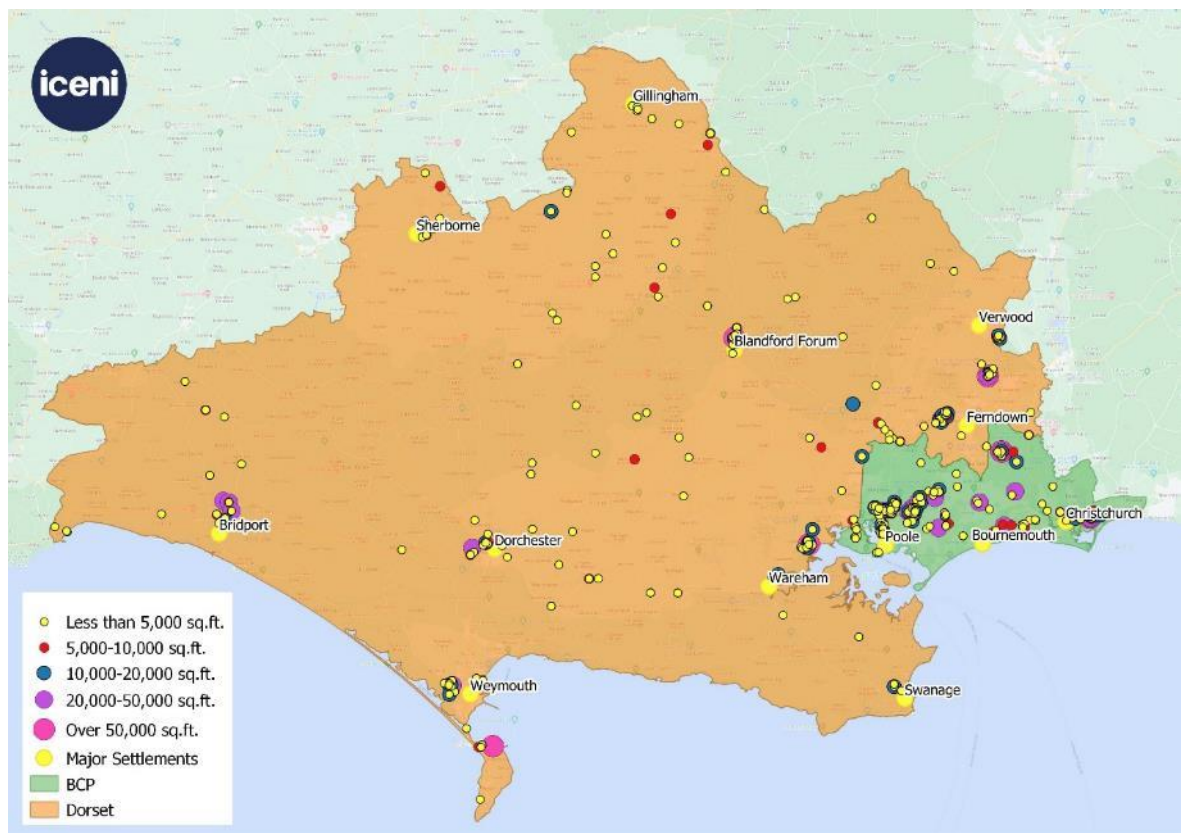 iceni
Gillingham
Sherborne
Verwood
Blandford Forum
Ferndown
Bridport
Dorchester
Poole
Bournemouth
Christchurch
Wareham
Weymouth
Swanage
Less than 5,000 sq.ft.
5,000-10,000 sq.ft.
10,000-20,000 sq.ft.
20,000-50,000 sq.ft.
Over 50,000 sq.ft.
Major Settlements
BCP
Dorset